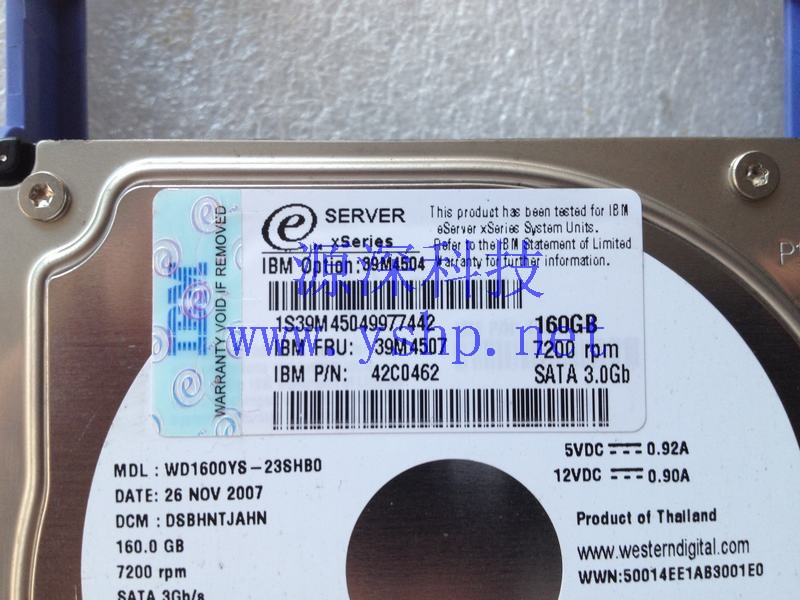 e SERVER
xSeries
This product has been tested for IBM
eServer xSeries System Units.
Refer to the IBM Statement of Limited
Warranty for further information.
IBM Option: 39M4504
1S39M45049977442
160GB
IBM FRU: 39M4507
7200 rpm
IBM P/N: 42C0462
SATA 3.0Gb
WARRANTY VOID IF REMOVED
IBM
源深科技
www.yshp.net
MDL : WD1600YS-23SHB0
DATE: 26 NOV 2007
DCM : DSBHNTJAHN
160.0 GB
7200 rpm
SATA 3Gb/s
5VDC 0.92A
12VDC 0.90A
Product of Thailand
www.westerndigital.com
WWN:50014EE1AB3001E0